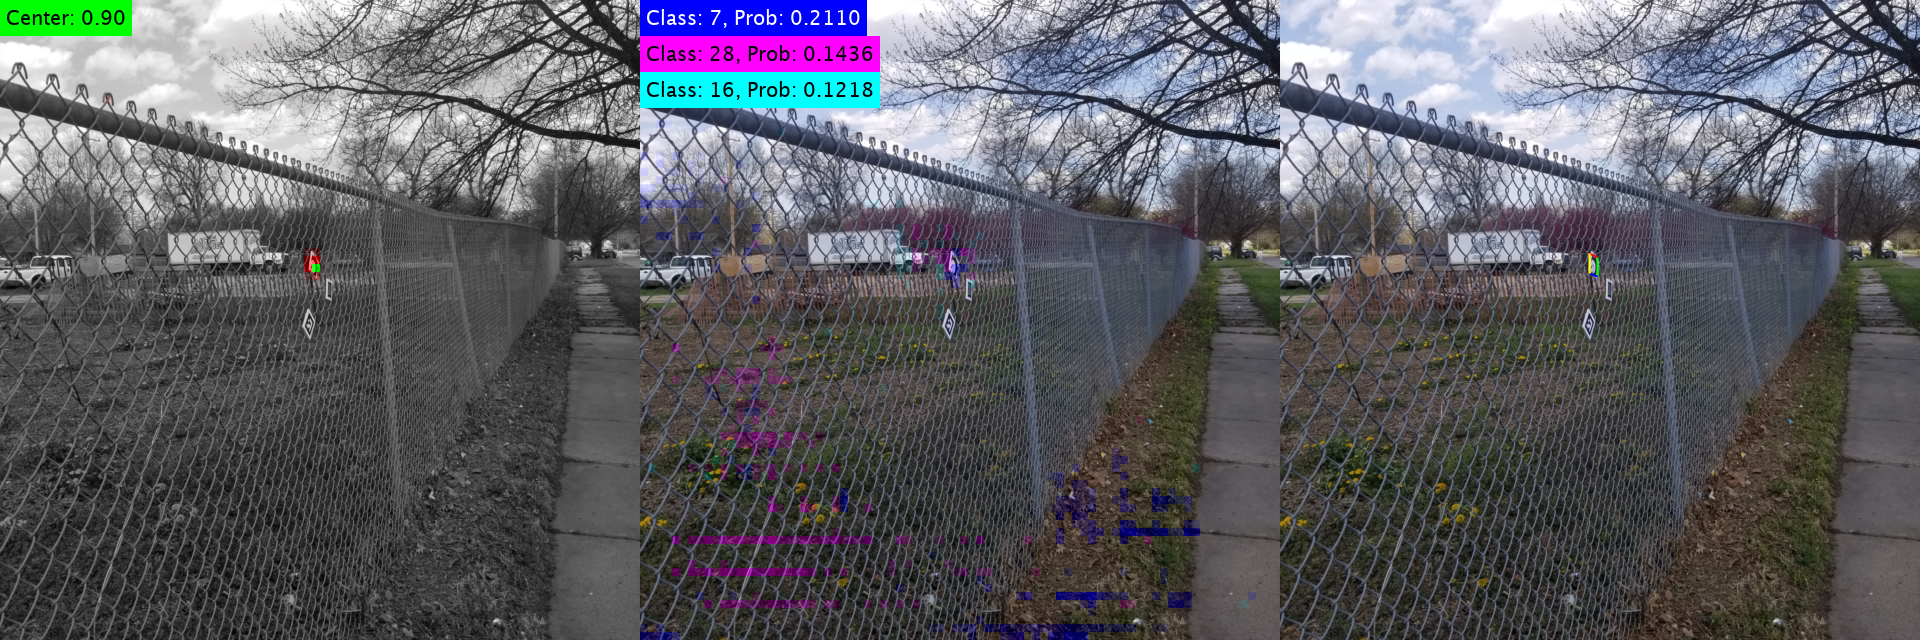 Center: 0.90
Class: 7, Prob: 0.2110
Class: 28, Prob: 0.1436
Class: 16, Prob: 0.1218